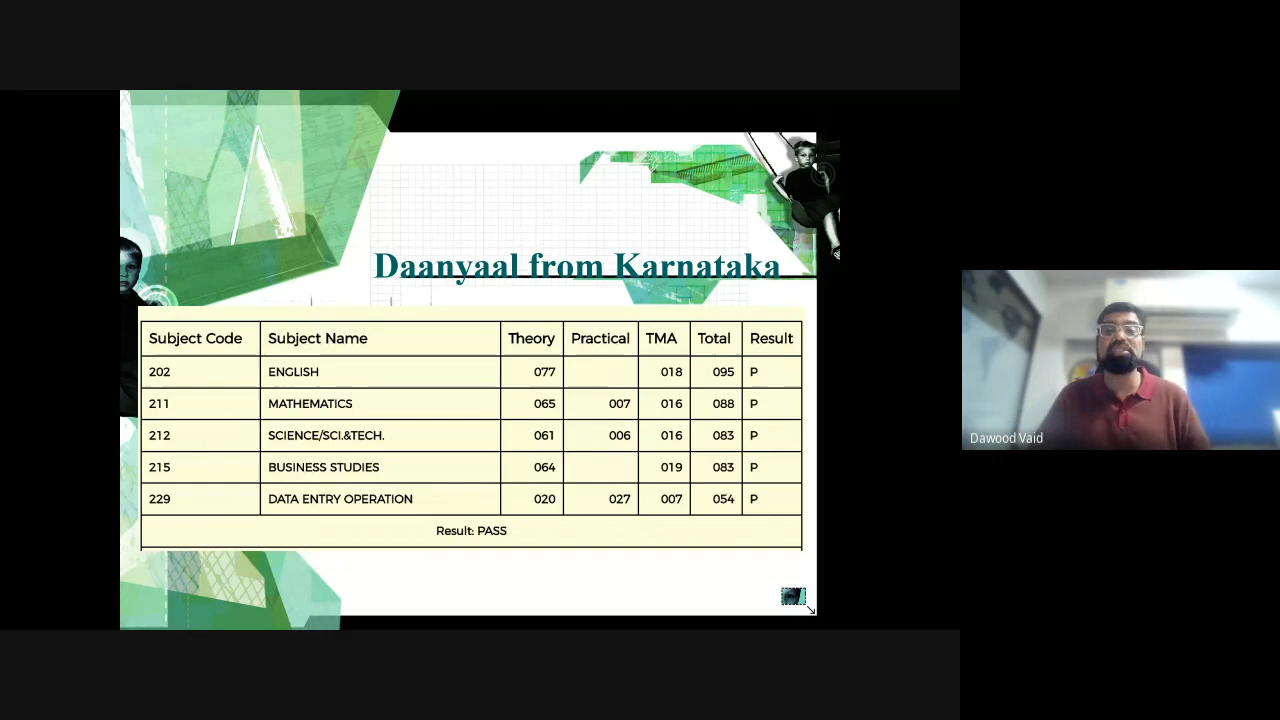 Daanyaal from Karnataka
Subject Code Subject Name Theory Practical TMA Total Result
202 ENGLISH 077 018 095 P
211 MATHEMATICS 065 007 016 088 P
212 SCIENCE/SCI.&TECH. 061 006 016 083 P
215 BUSINESS STUDIES 064 019 083 P
229 DATA ENTRY OPERATION 020 027 007 054 P
Result: PASS
Dawood Vaid